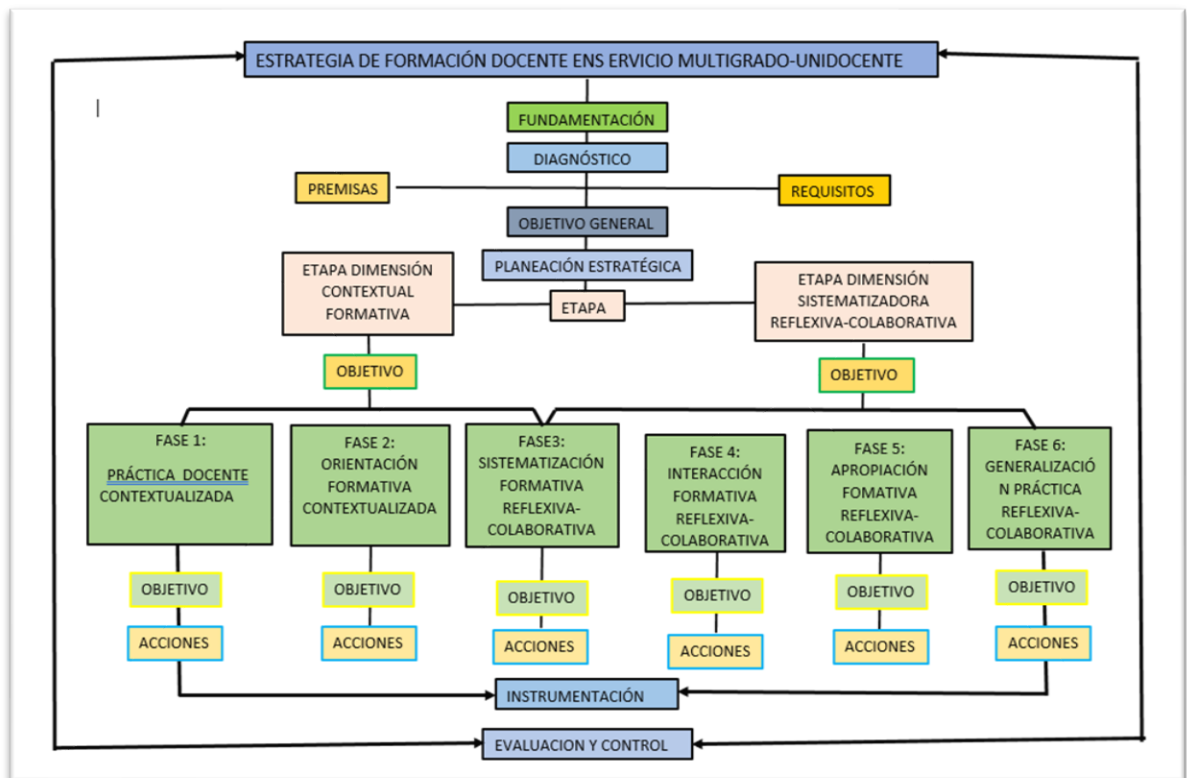 ESTRATEGIA DE FORMACIÓN DOCENTE ENS ERVICIO MULTIGRADO-UNIDOCENTE
FUNDAMENTACIÓN
DIAGNÓSTICO
PREMISAS
REQUISITOS
OBJETIVO GENERAL
PLANEACIÓN ESTRATÉGICA
ETAPA DIMENSIÓN
CONTEXTUAL
FORMATIVA
ETAPA
ETAPA DIMENSIÓN
SISTEMATIZADORA
REFLEXIVA-COLABORATIVA
OBJETIVO
OBJETIVO
FASE 1:
PRÁCTICA DOCENTE
CONTEXTUALIZADA
FASE 2:
ORIENTACIÓN
FORMATIVA
CONTEXTUALIZADA
FASE3:
SISTEMATIZACIÓN
FORMATIVA
REFLEXIVA-
COLABORATIVA
FASE 4:
INTERACCIÓN
FORMATIVA
REFLEXIVA-
COLABORATIVA
FASE 5:
APROPIACIÓN
FOMATIVA
REFLEXIVA-
COLABORATIVA
FASE 6:
GENERALIZACIÓ
N PRÁCTICA
REFLEXIVA-
COLABORATIVA
OBJETIVO
OBJETIVO
OBJETIVO
OBJETIVO
OBJETIVO
OBJETIVO
ACCIONES
ACCIONES
ACCIONES
ACCIONES
ACCIONES
ACCIONES
INSTRUMENTACIÓN
EVALUACION Y CONTROL